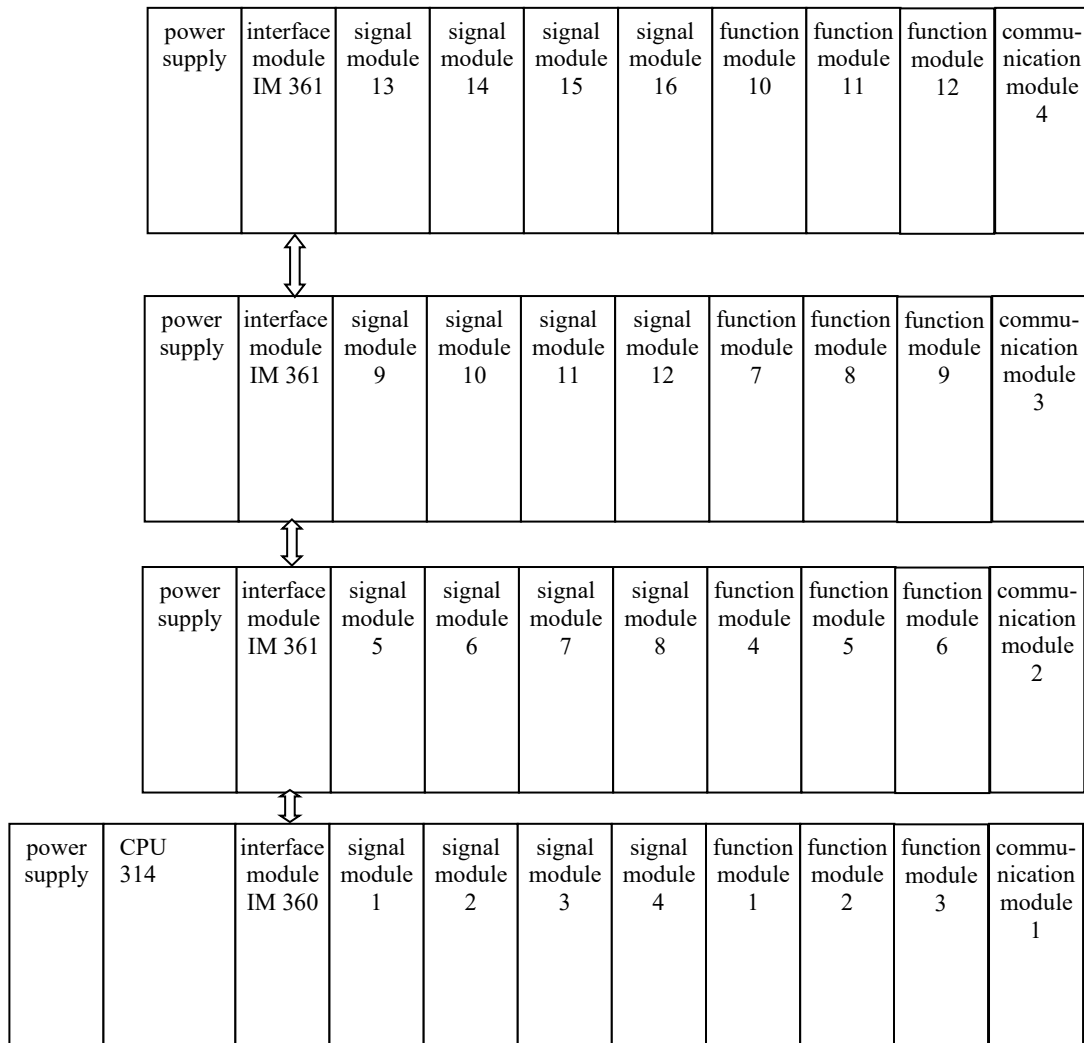 power
supply
interface
module
IM 361
signal
module
13
signal
module
14
signal
module
15
signal
module
16
function
module
10
function
module
11
function
module
12
commu-
nication
module
4
power
supply
interface
module
IM 361
signal
module
9
signal
module
10
signal
module
11
signal
module
12
function
module
7
function
module
8
function
module
9
commu-
nication
module
3
power
supply
interface
module
IM 361
signal
module
5
signal
module
6
signal
module
7
signal
module
8
function
module
4
function
module
5
function
module
6
commu-
nication
module
2
power
supply
CPU
314
interface
module
IM 360
signal
module
1
signal
module
2
signal
module
3
signal
module
4
function
module
1
function
module
2
function
module
3
commu-
nication
module
1